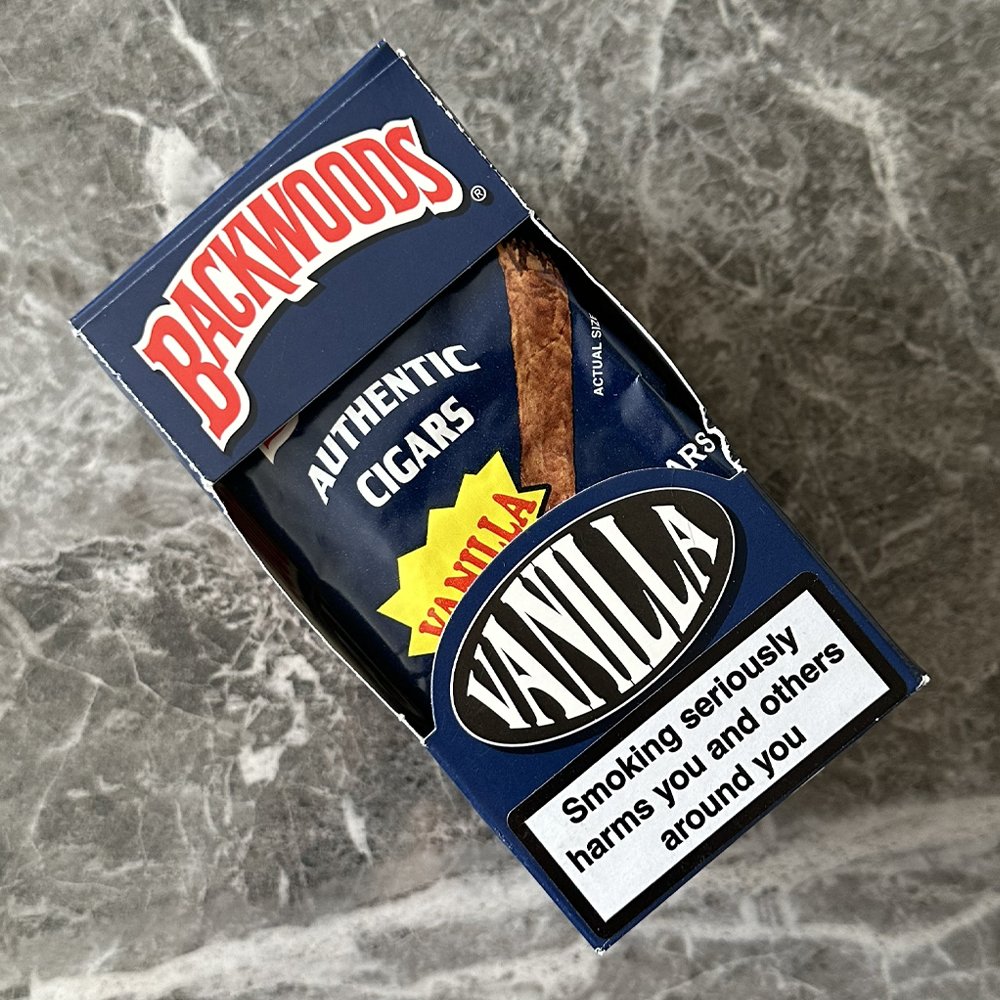 BACKWOODS®
AUTHENTIC
CIGARS
ACTUAL SIZE
VANILLA
VANILLA
Smoking seriously
harms you and others
around you